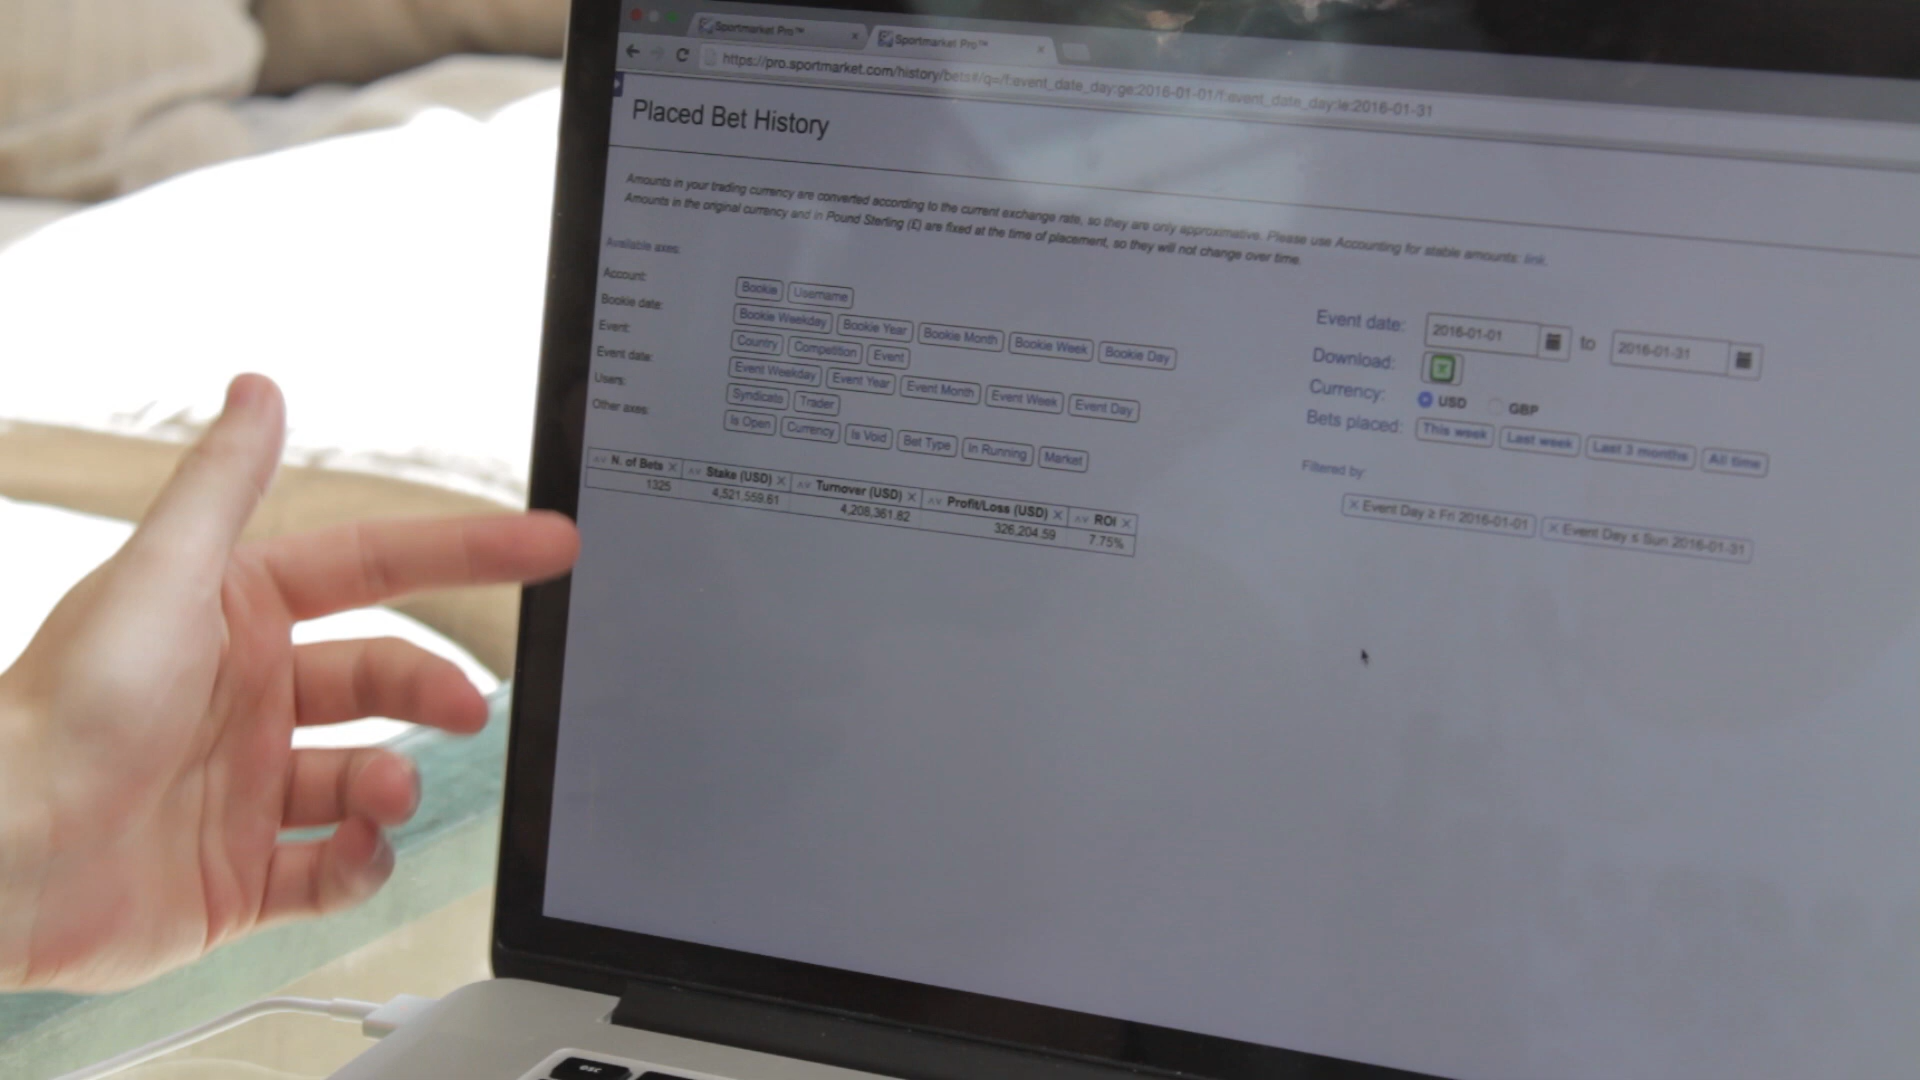 Sportmarket Pro™ × Sportmarket Pro™ ×
https://pro.sportmarket.com/history/bets#/q=/f:event_date_day:ge:2016-01-01/f:event_date_day:le:2016-01-31
Placed Bet History
Amounts in your trading currency are converted according to the current exchange rate, so they are only approximative. Please use Accounting for stable amounts: link.
Amounts in the original currency and in Pound Sterling (£) are fixed at the time of placement, so they will not change over time.
Available axes:
Account: Bookie Username
Bookie date: Bookie Weekday Bookie Year Bookie Month Bookie Week Bookie Day
Event: Country Competition Event
Event date: Event Weekday Event Year Event Month Event Week Event Day
Users: Syndicate Trader
Other axes: Is Open Currency Is Void Bet Type In Running Market
Event date: 2016-01-01 to 2016-01-31
Download:
Currency: USD GBP
Bets placed: This week Last week Last 3 months All time
Filtered by:
× Event Day ≥ Fri 2016-01-01 × Event Day ≤ Sun 2016-01-31
N. of Bets × Stake (USD) × Turnover (USD) × Profit/Loss (USD) × ROI ×
1325 4,521,559.61 4,208,361.82 326,204.59 7.75%
esc